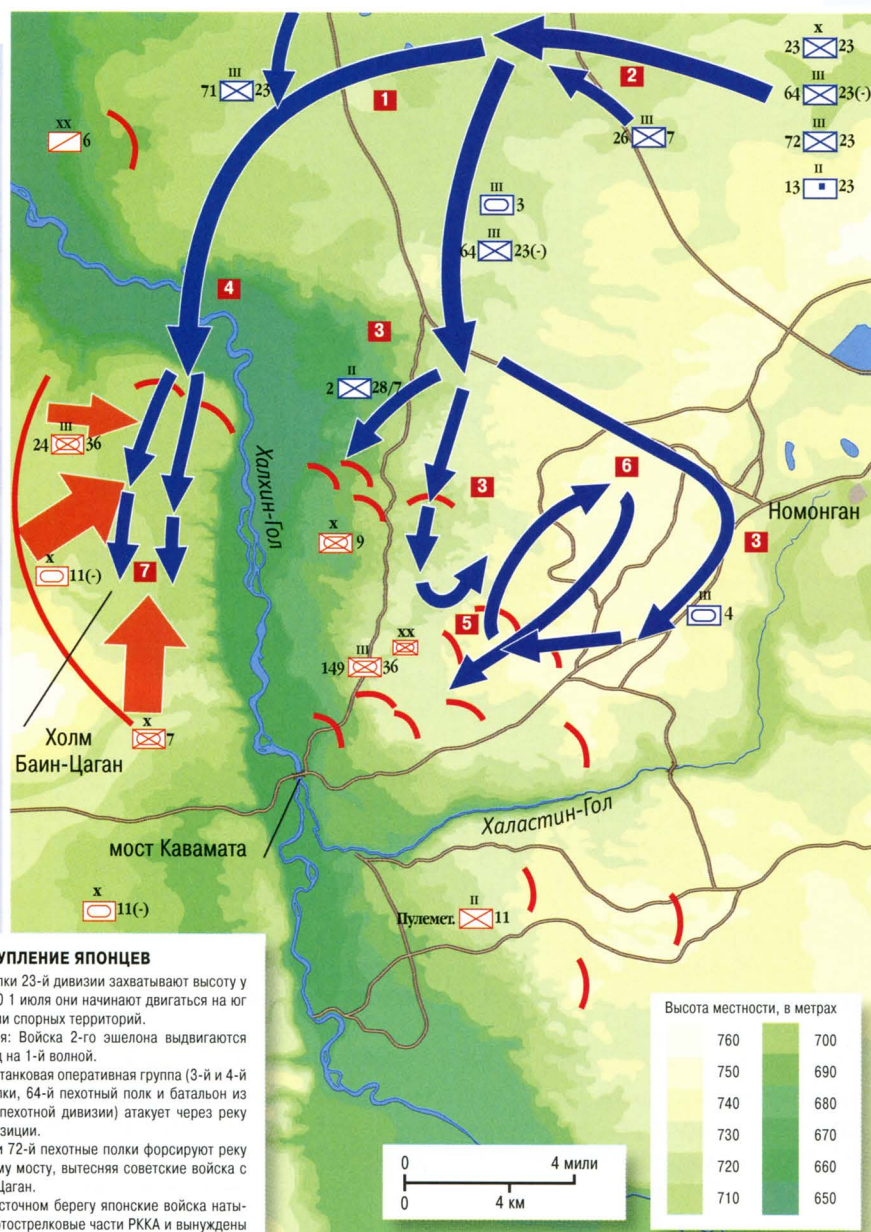 X
23 23
III
64 23(-)
III
72 23
II
13 23
III
71 23
1
2
III
26 7
XX
6
III
3
64 23(-)
4
3
II
2 28/7
III
24 36
Халхин-Гол
3
6
Номонган
X
9
3
X
11(-)
7
III
4
5
XX
III
149 36
X
7
Холм
Баин-Цаган
Халастин-Гол
мост Кавамата
X
11(-)
II
Пулемет. 11
УПЛЕНИЕ ЯПОНЦЕВ
лки 23-й дивизии захватывают высоту у
0 1 июля они начинают двигаться на юг
ии спорных территорий.
я: Войска 2-го эшелона выдвигаются
д на 1-й волной.
танковая оперативная группа (3-й и 4-й
лки, 64-й пехотный полк и батальон из
пехотной дивизии) атакует через реку
зиции.
и 72-й пехотные полки форсируют реку
му мосту, вытесняя советские войска с
Цаган.
сточном берегу японские войска наты-
тострелковые части РККА и вынуждены
Высота местности, в метрах
760 700
750 690
740 680
730 670
720 660
710 650
0 4 мили
0 4 км